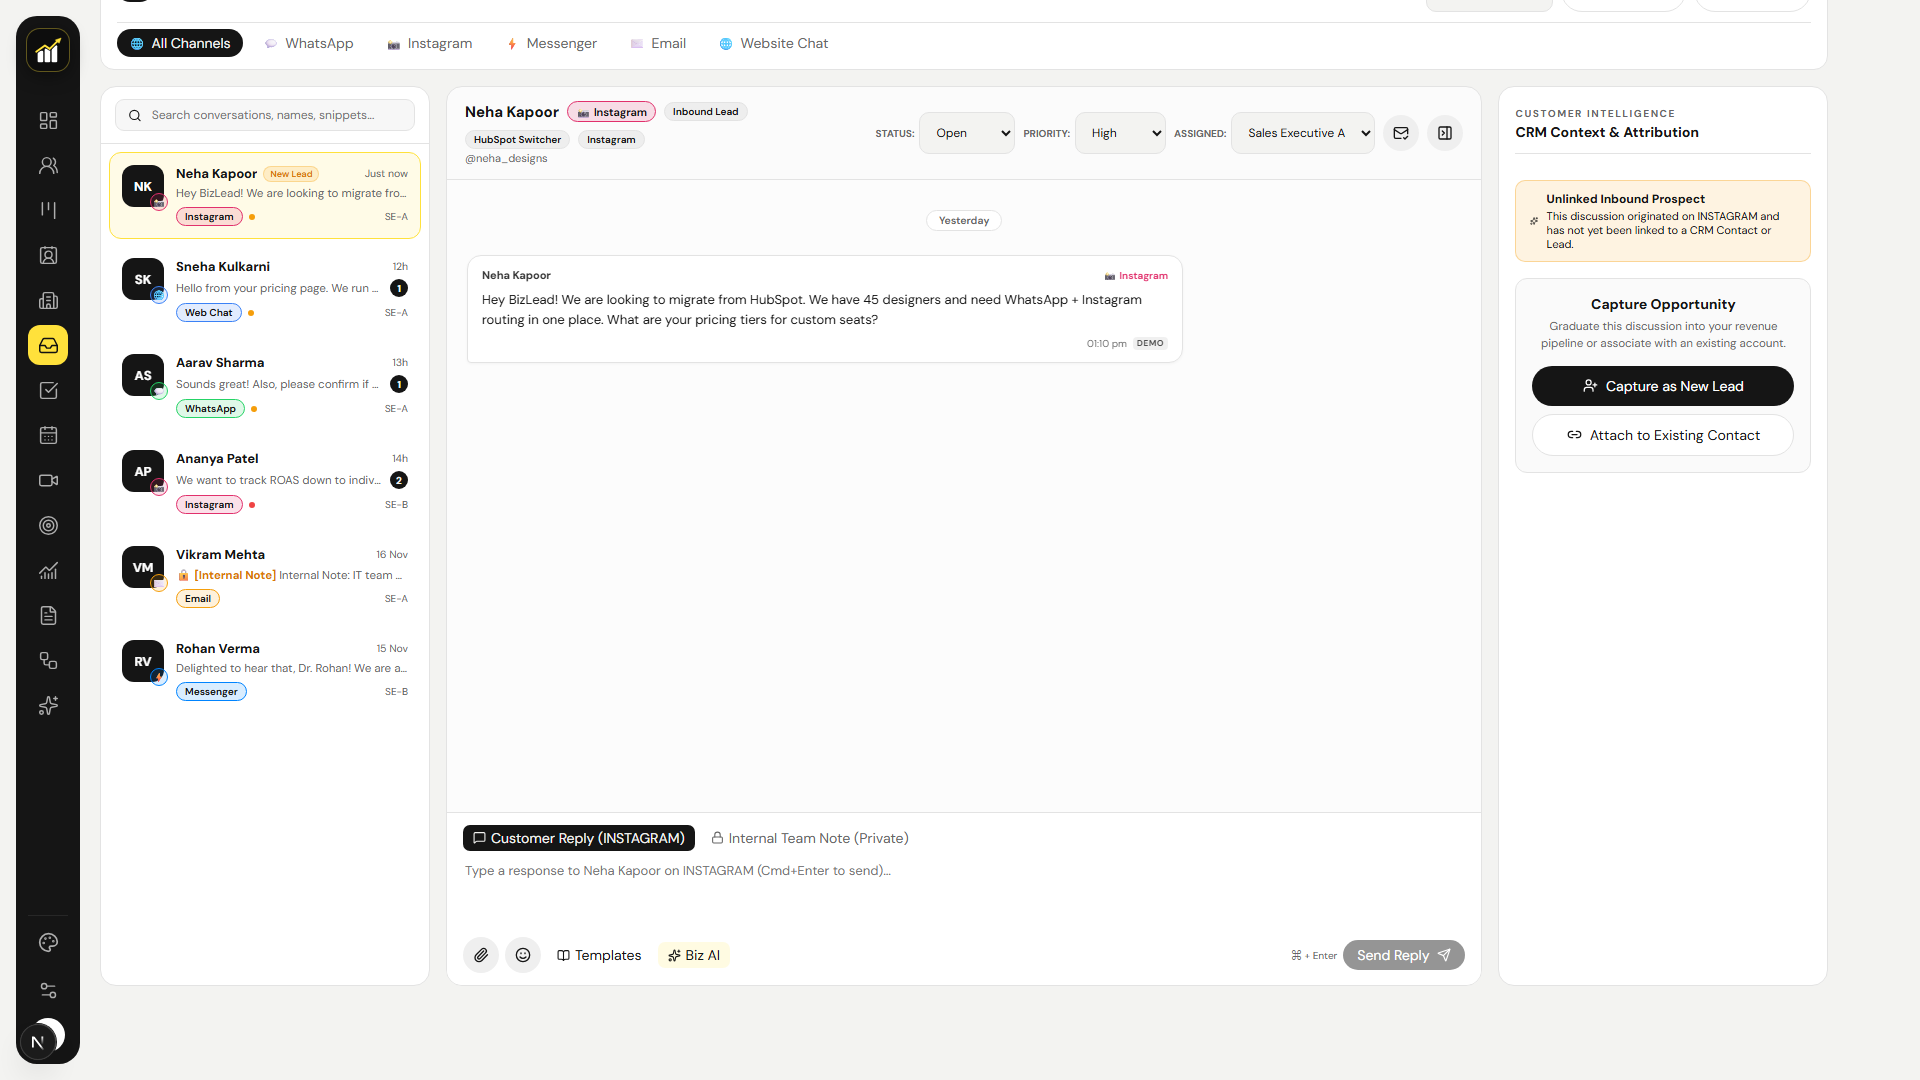 All Channels
WhatsApp
Instagram
Messenger
Email
Website Chat
Search conversations, names, snippets...
NK
Neha Kapoor
New Lead
Just now
Hey BizLead! We are looking to migrate fro...
Instagram
SE-A
SK
Sneha Kulkarni
12h
Hello from your pricing page. We run ...
1
Web Chat
SE-A
AS
Aarav Sharma
13h
Sounds great! Also, please confirm if ...
1
WhatsApp
SE-A
AP
Ananya Patel
14h
We want to track ROAS down to indiv...
2
Instagram
SE-B
VM
Vikram Mehta
16 Nov
[Internal Note] Internal Note: IT team ...
Email
SE-A
RV
Rohan Verma
15 Nov
Delighted to hear that, Dr. Rohan! We are a...
Messenger
SE-B
N
Neha Kapoor
Instagram
Inbound Lead
HubSpot Switcher
Instagram
@neha_designs
STATUS:
Open
PRIORITY:
High
ASSIGNED:
Sales Executive A
Yesterday
Neha Kapoor
Instagram
Hey BizLead! We are looking to migrate from HubSpot. We have 45 designers and need WhatsApp + Instagram
routing in one place. What are your pricing tiers for custom seats?
01:10 pm
DEMO
Customer Reply (INSTAGRAM)
Internal Team Note (Private)
Type a response to Neha Kapoor on INSTAGRAM (Cmd+Enter to send)...
Templates
Biz AI
⌘ + Enter
Send Reply
CUSTOMER INTELLIGENCE
CRM Context & Attribution
Unlinked Inbound Prospect
This discussion originated on INSTAGRAM and
has not yet been linked to a CRM Contact or
Lead.
Capture Opportunity
Graduate this discussion into your revenue
pipeline or associate with an existing account.
Capture as New Lead
Attach to Existing Contact